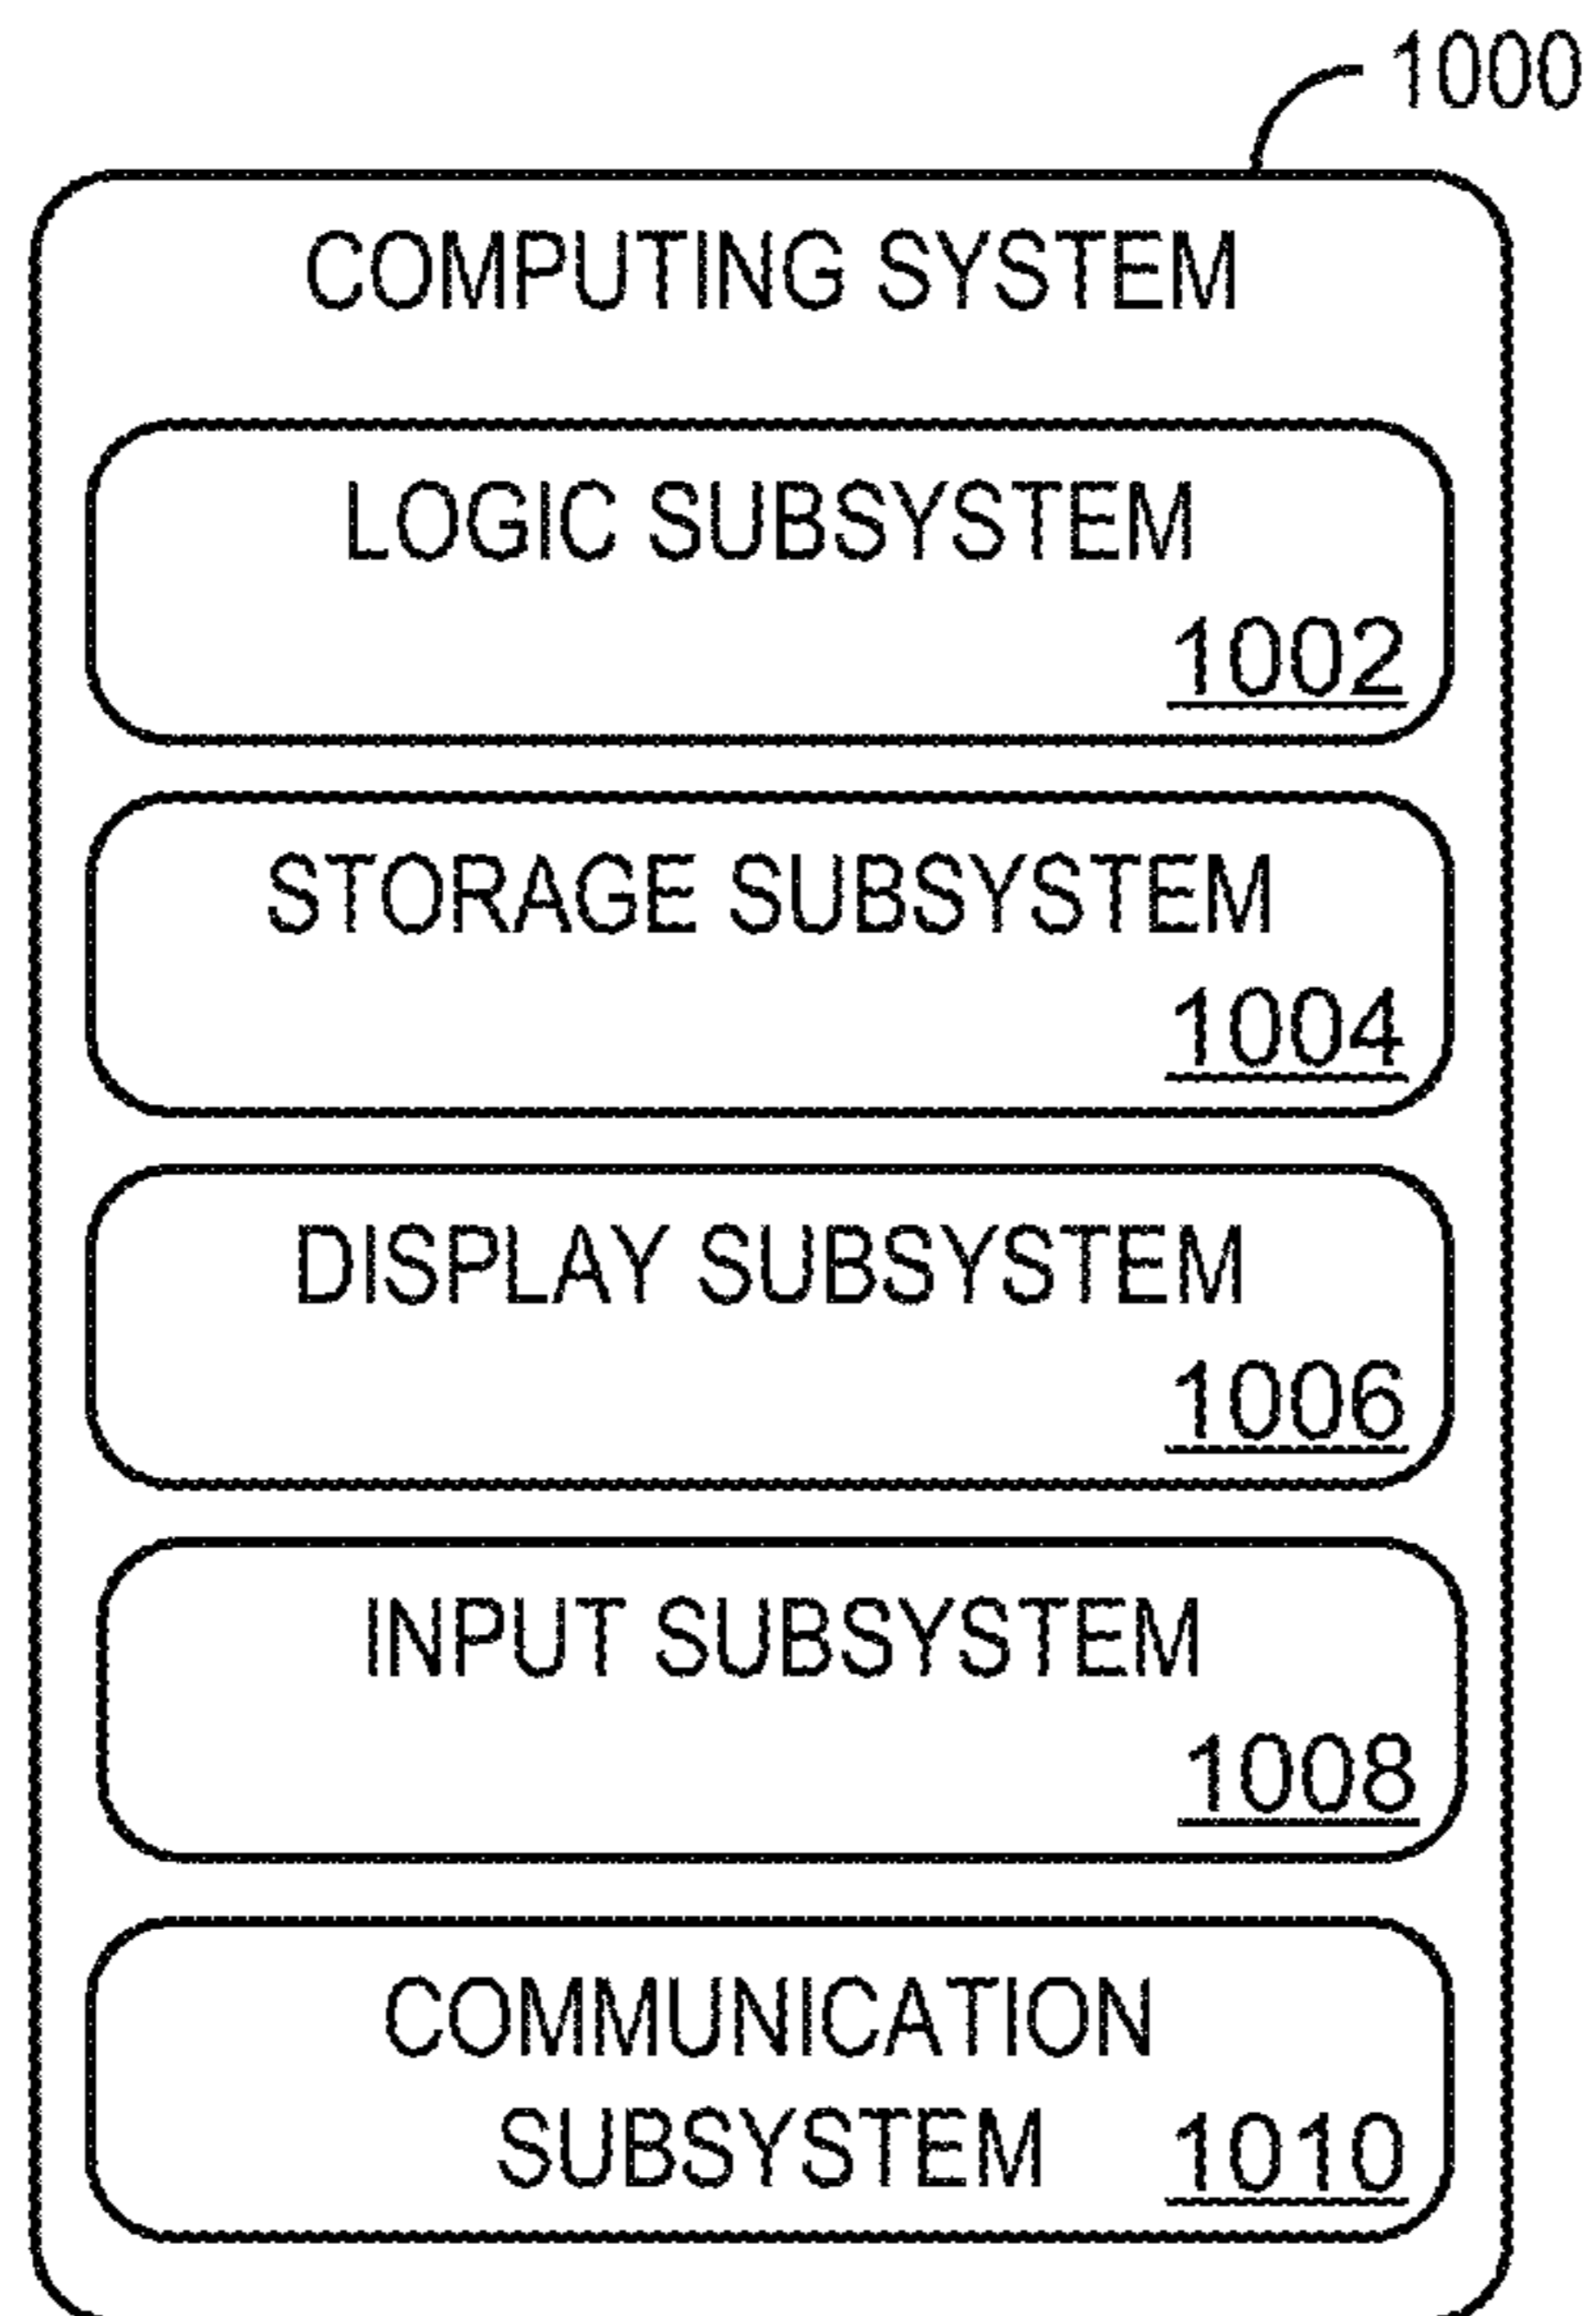 1000
COMPUTING SYSTEM
LOGIC SUBSYSTEM
1002
STORAGE SUBSYSTEM
1004
DISPLAY SUBSYSTEM
1006
INPUT SUBSYSTEM
1008
COMMUNICATION
SUBSYSTEM 1010